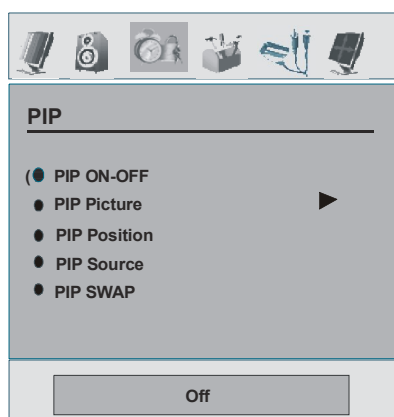 PIP
( PIP ON-OFF
PIP Picture
PIP Position
PIP Source
PIP SWAP
Off